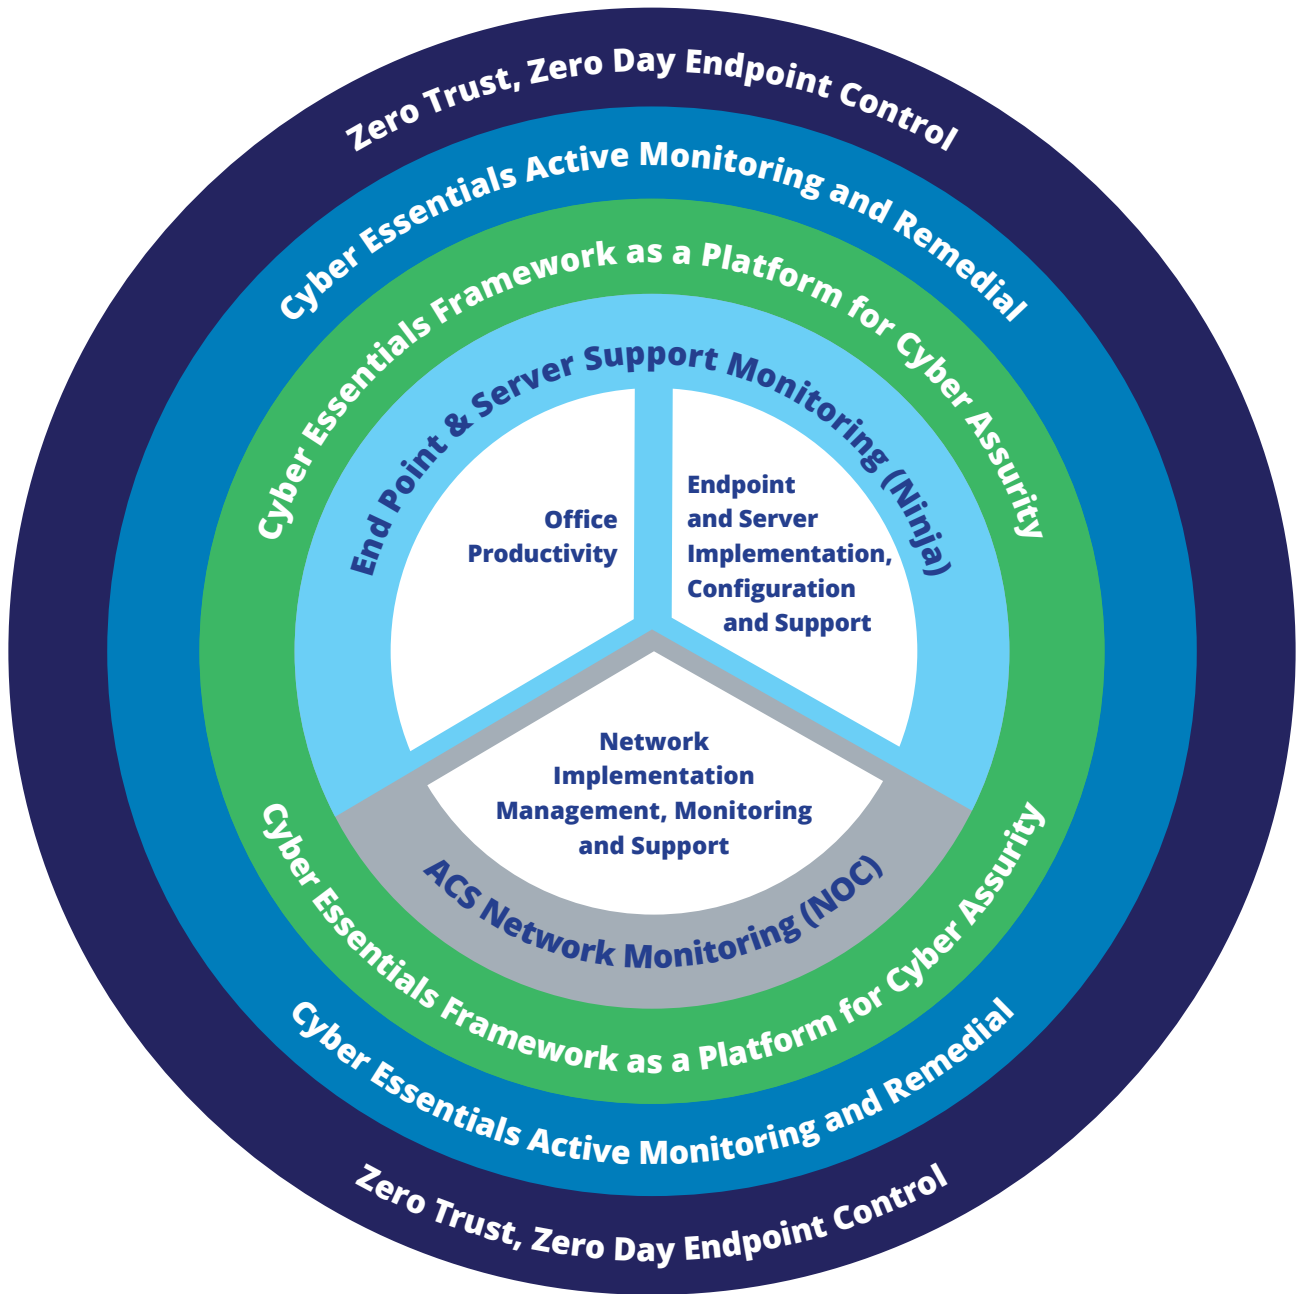 Zero Trust, Zero Day Endpoint Control
Cyber Essentials Active Monitoring and Remedial
Cyber Essentials Framework as a Platform for Cyber Assurity
End Point & Server Support Monitoring (Ninja)
Office
Productivity
Endpoint
and Server
Implementation,
Configuration
and Support
Network
Implementation
Management, Monitoring
and Support
ACS Network Monitoring (NOC)
Cyber Essentials Framework as a Platform for Cyber Assurity
Cyber Essentials Active Monitoring and Remedial
Zero Trust, Zero Day Endpoint Control